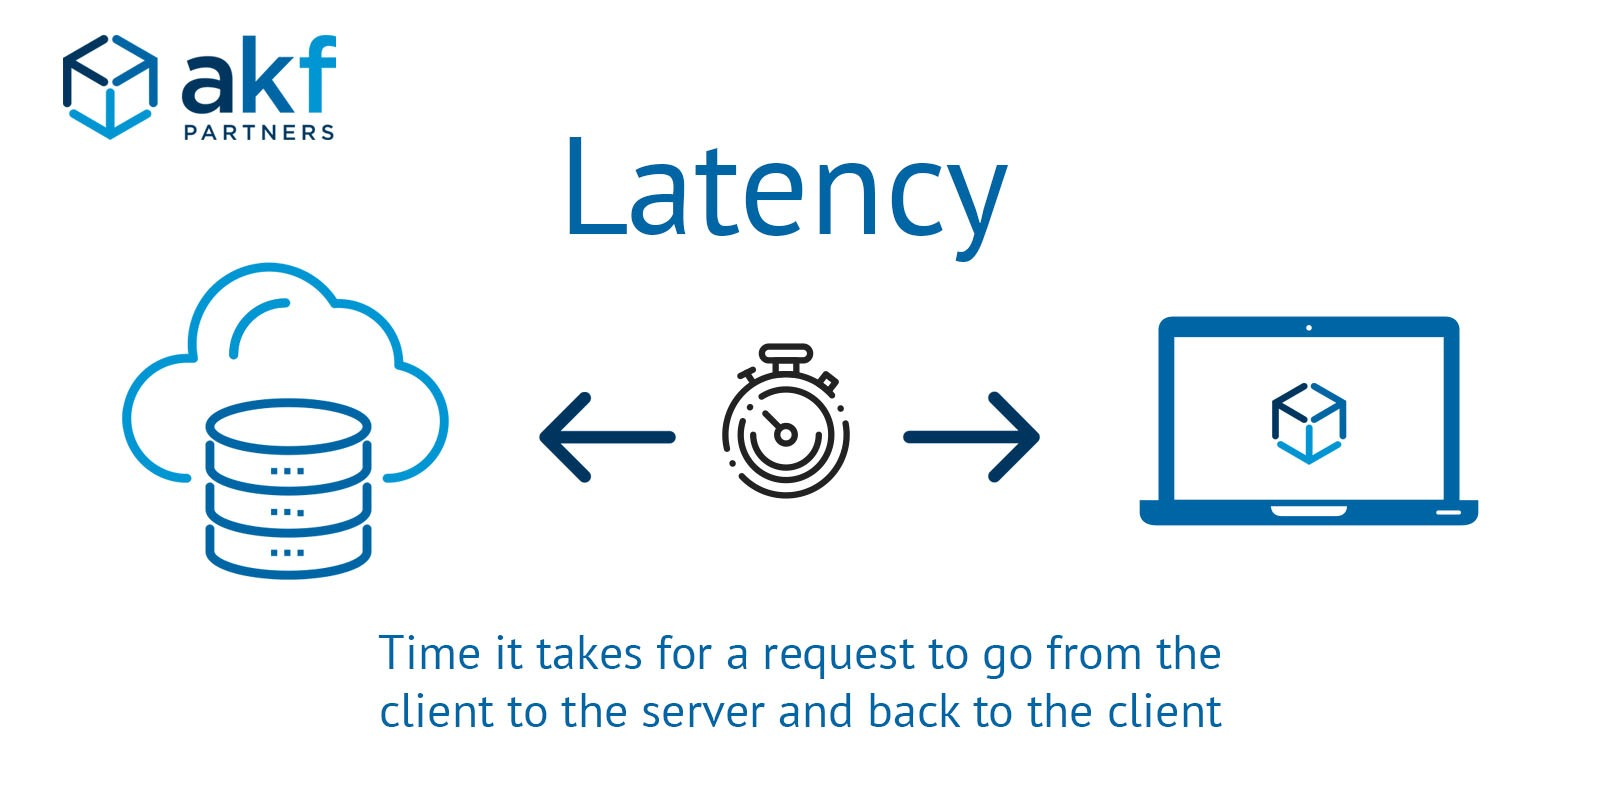 akf
PARTNERS
Latency
Time it takes for a request to go from the
client to the server and back to the client